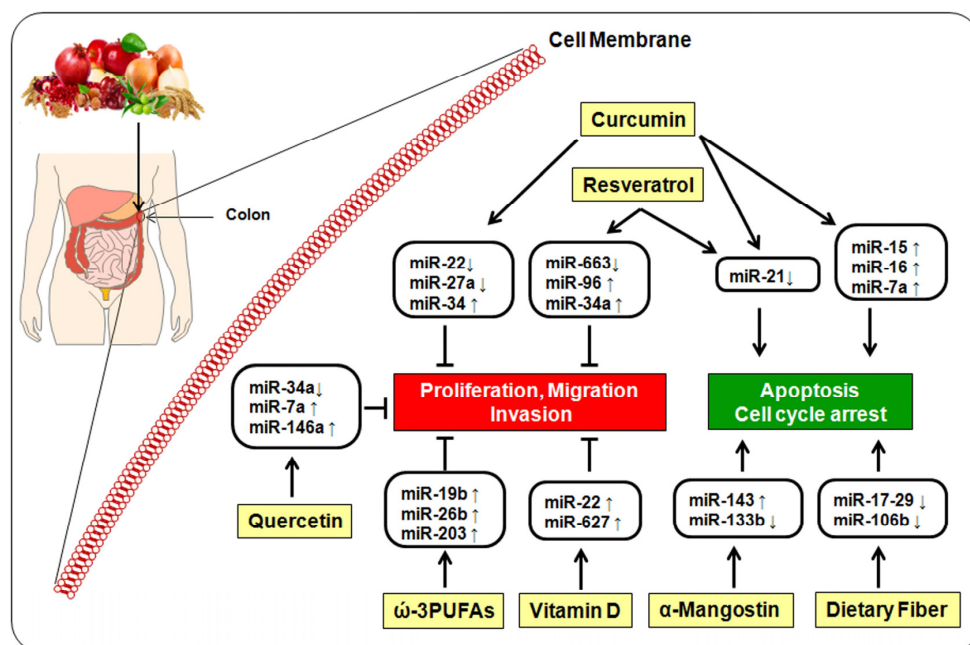 Cell Membrane
Curcumin
Resveratrol
Colon
miR-22↓
miR-27a↓
miR-34 ↑
miR-663↓
miR-96 ↑
miR-34a↑
miR-21↓
miR-15 ↑
miR-16 ↑
miR-7a ↑
miR-34a↓
miR-7a ↑
miR-146a ↑
Proliferation, Migration
Invasion
Apoptosis
Cell cycle arrest
Quercetin
miR-19b ↑
miR-26b ↑
miR-203 ↑
miR-22 ↑
miR-627 ↑
miR-143 ↑
miR-133b ↓
miR-17-29 ↓
miR-106b ↓
ώ-3PUFAs
Vitamin D
α-Mangostin
Dietary Fiber